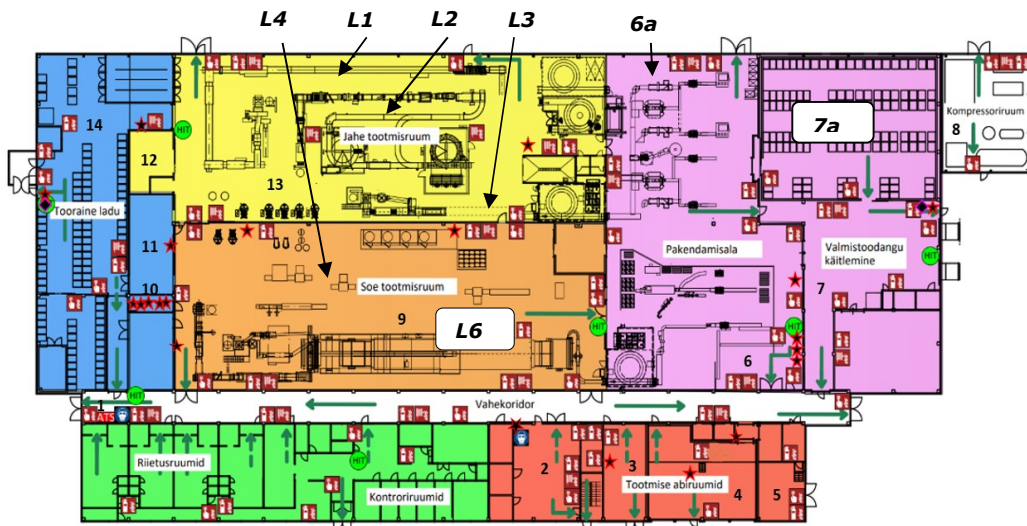 L4
L1
L2
L3
6a
14
HIT
12
13
Jahe tootmisruum
7a
Kompressoriruum
8
Tooraine ladu
11
10
Soe tootmisruum
9
L6
HIT
Pakendamisala
HIT
6
Valmistoodangu
käitlemine
HIT
7
1
ATS
HIT
Vahekoridor
Riietusruumid
HIT
Kontroriruumid
2
3
Tootmise abiruumid
4
5